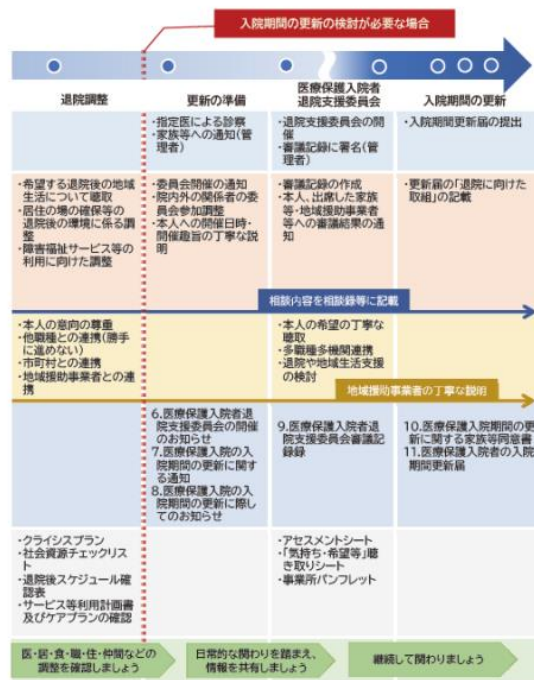 入院期間の更新の検討が必要な場合
退院調整
更新の準備
医療保護入院者
退院支援委員会
入院期間の更新
・指定医による診察
・家族等への通知(管
理者)
・退院支援委員会の開
催
・審議記録に署名(管
理者)
・入院期間更新届の提出
・希望する退院後の地域
生活について聴取
・居住の場の確保等の
退院後の環境に係る調
整
・障害福祉サービス等の
利用に向けた調整
・委員会開催の通知
・院内外の関係者の委
員会参加調整
・本人への開催日時・
開催趣旨の丁寧な説
明
・審議記録の作成
・本人、出席した家族
等・地域援助事業者
等への審議結果の通
知
・更新届の「退院に向けた
取組」の記載
相談内容を相談録等に記載
・本人の意向の尊重
・他職種との連携(勝手
に進めない)
・市町村との連携
・地域援助事業者との連
携
・本人の希望の丁寧な
聴取
・多職種多機関連携
・退院や地域生活支援
の検討
地域援助事業者の丁寧な説明
6.医療保護入院者退
院支援委員会の開催
のお知らせ
7.医療保護入院の入
院期間の更新に関す
る通知
8.医療保護入院の入
院期間の更新に際し
てのお知らせ
9.医療保護入院者退
院支援委員会審議記
録
10.医療保護入院期間の更
新に関する家族等同意書
11.医療保護入院者の入院
期間更新届
・クライシスプラン
・社会資源チェックリス
ト
・退院後スケジュール確
認表
・サービス等利用計画書
及びケアプランの確認
・アセスメントシート
・「気持ち・希望等」聴
き取りシート
・事業所パンフレット
医・居・食・職・住・仲間などの
調整を確認しましょう
日常的な関わりを踏まえ、
情報を共有しましょう
継続して関わりましょう